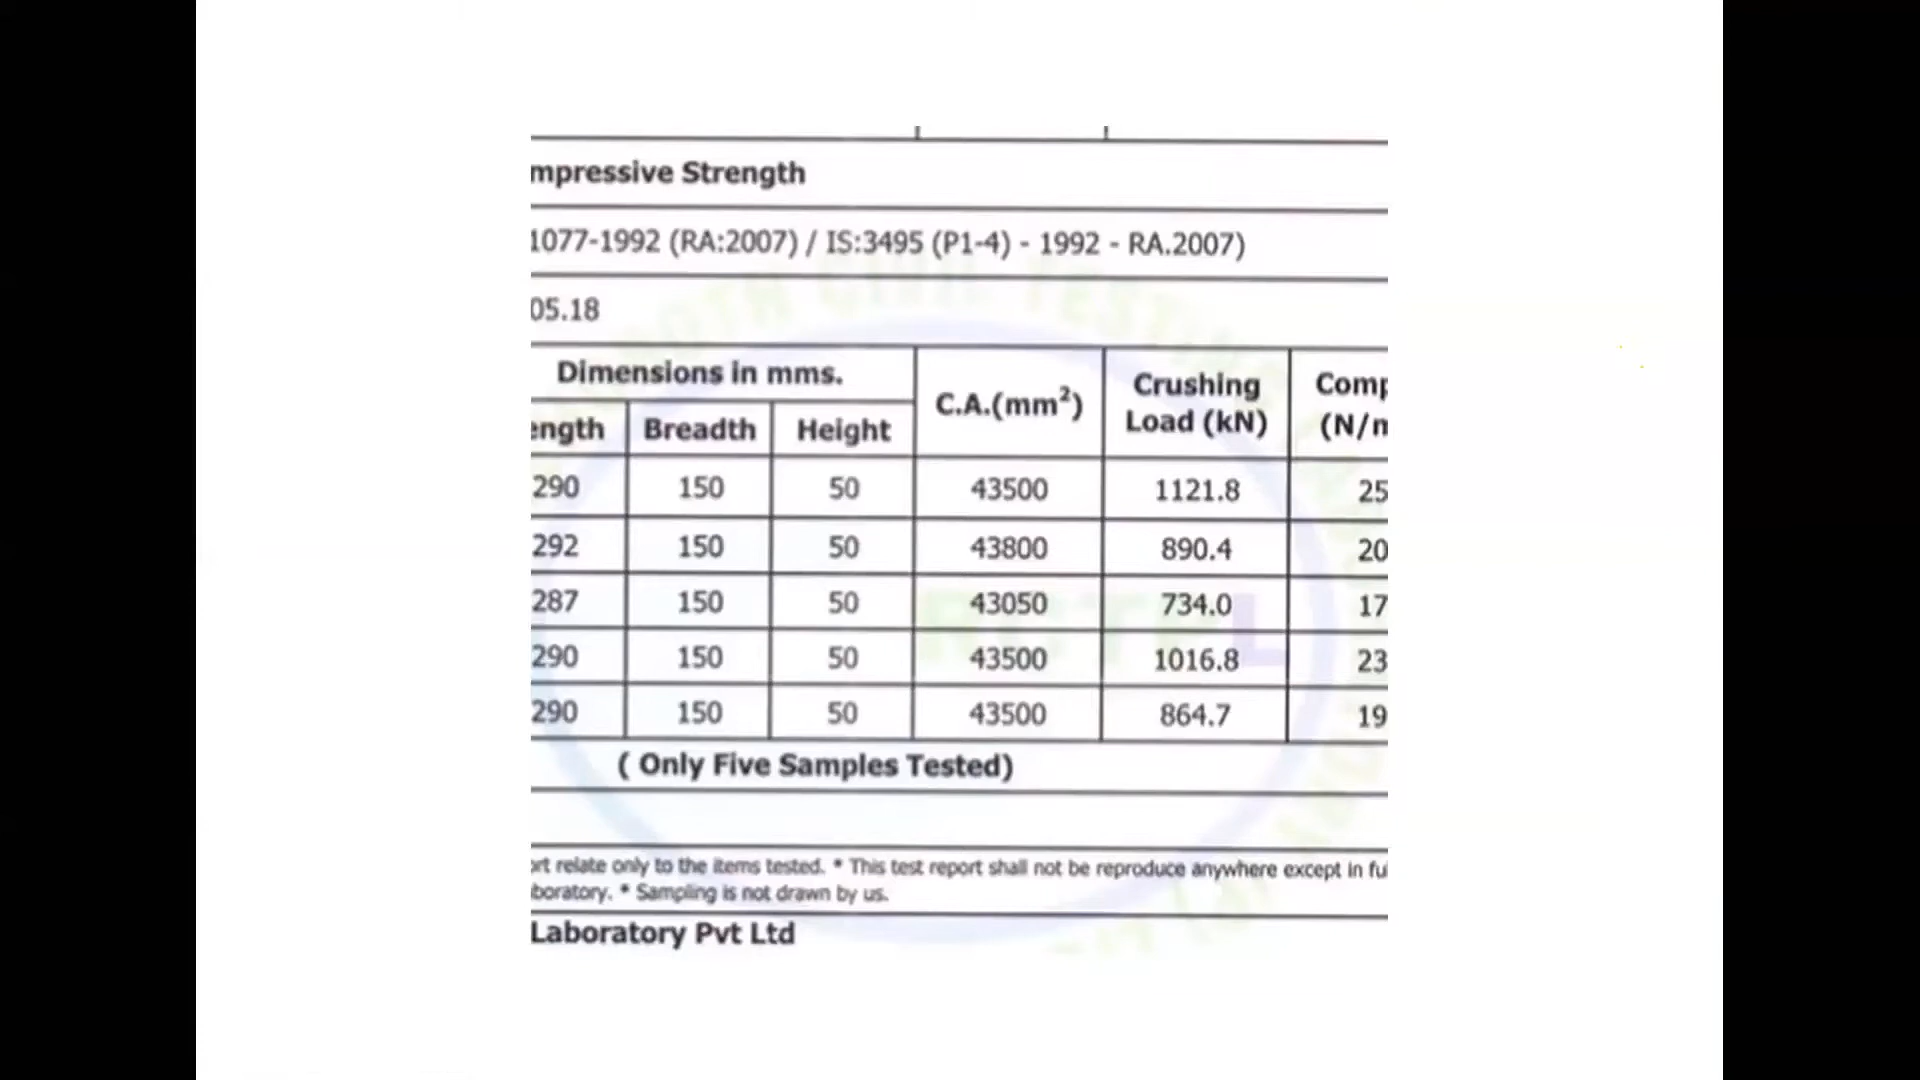 mpressive Strength
1077-1992 (RA:2007) / IS:3495 (P1-4) - 1992 - RA.2007)
05.18
Dimensions in mms. C.A.(mm²) Crushing Load (kN) Comp (N/m
ength Breadth Height
290 150 50 43500 1121.8 25
292 150 50 43800 890.4 20
287 150 50 43050 734.0 17
290 150 50 43500 1016.8 23
290 150 50 43500 864.7 19
( Only Five Samples Tested)
ort relate only to the items tested. * This test report shall not be reproduce anywhere except in fu
boratory. * Sampling is not drawn by us.
Laboratory Pvt Ltd